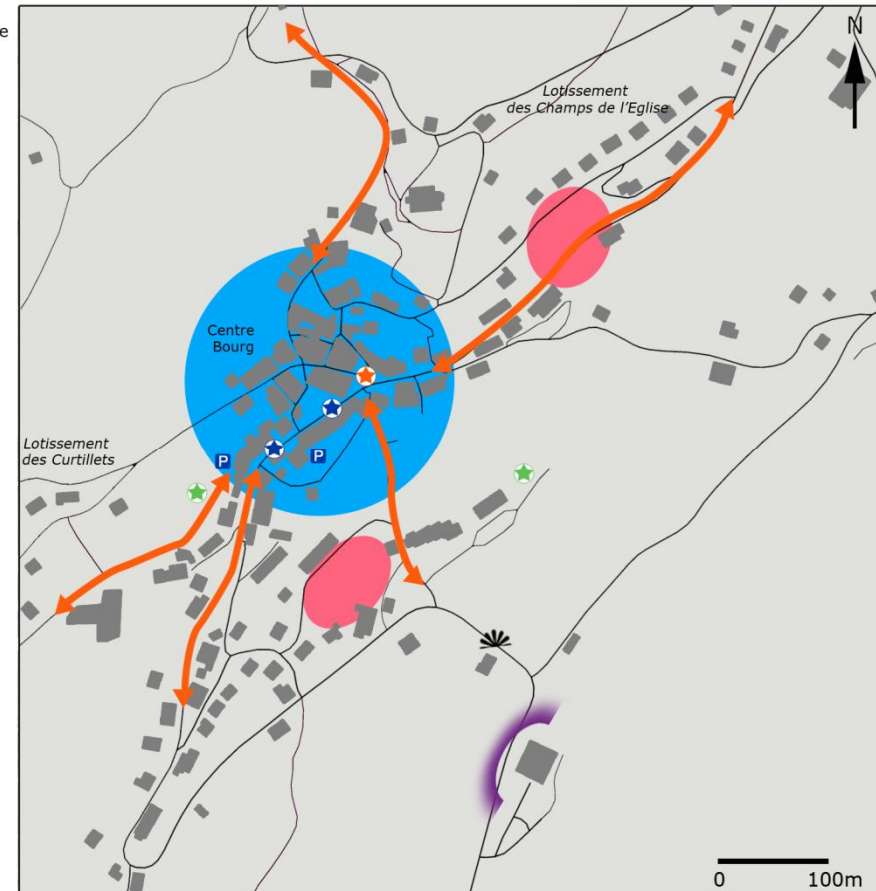 e
N
Lotissement
des Champs de l'Eglise
Centre
Bourg
Lotissement
des Curtillets
P
P
0 100m